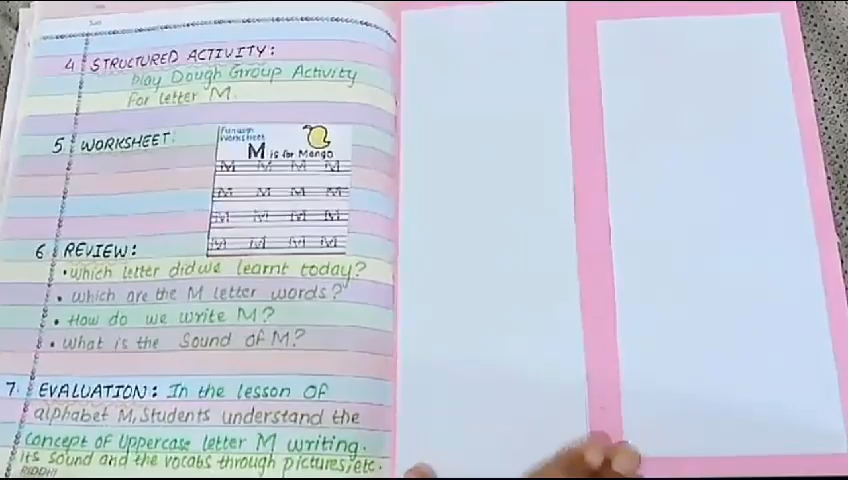 4 STRUCTURED ACTIVITY:
Play Dough Group Activity
For letter M.
5 WORKSHEET:
Fun with
Worksheet
M is for Mango
M M M M
M M M M
M M M M
M M M M
6 REVIEW:
• which letter did we learnt today?
• which are the M letter words?
• How do we write M?
• What is the Sound of M?
7. EVALUATION: In the lesson OF
alphabet M, Students understand the
concept of Uppercase letter M writing.
its sound and the vocabs through pictures, etc.
RIDDHI